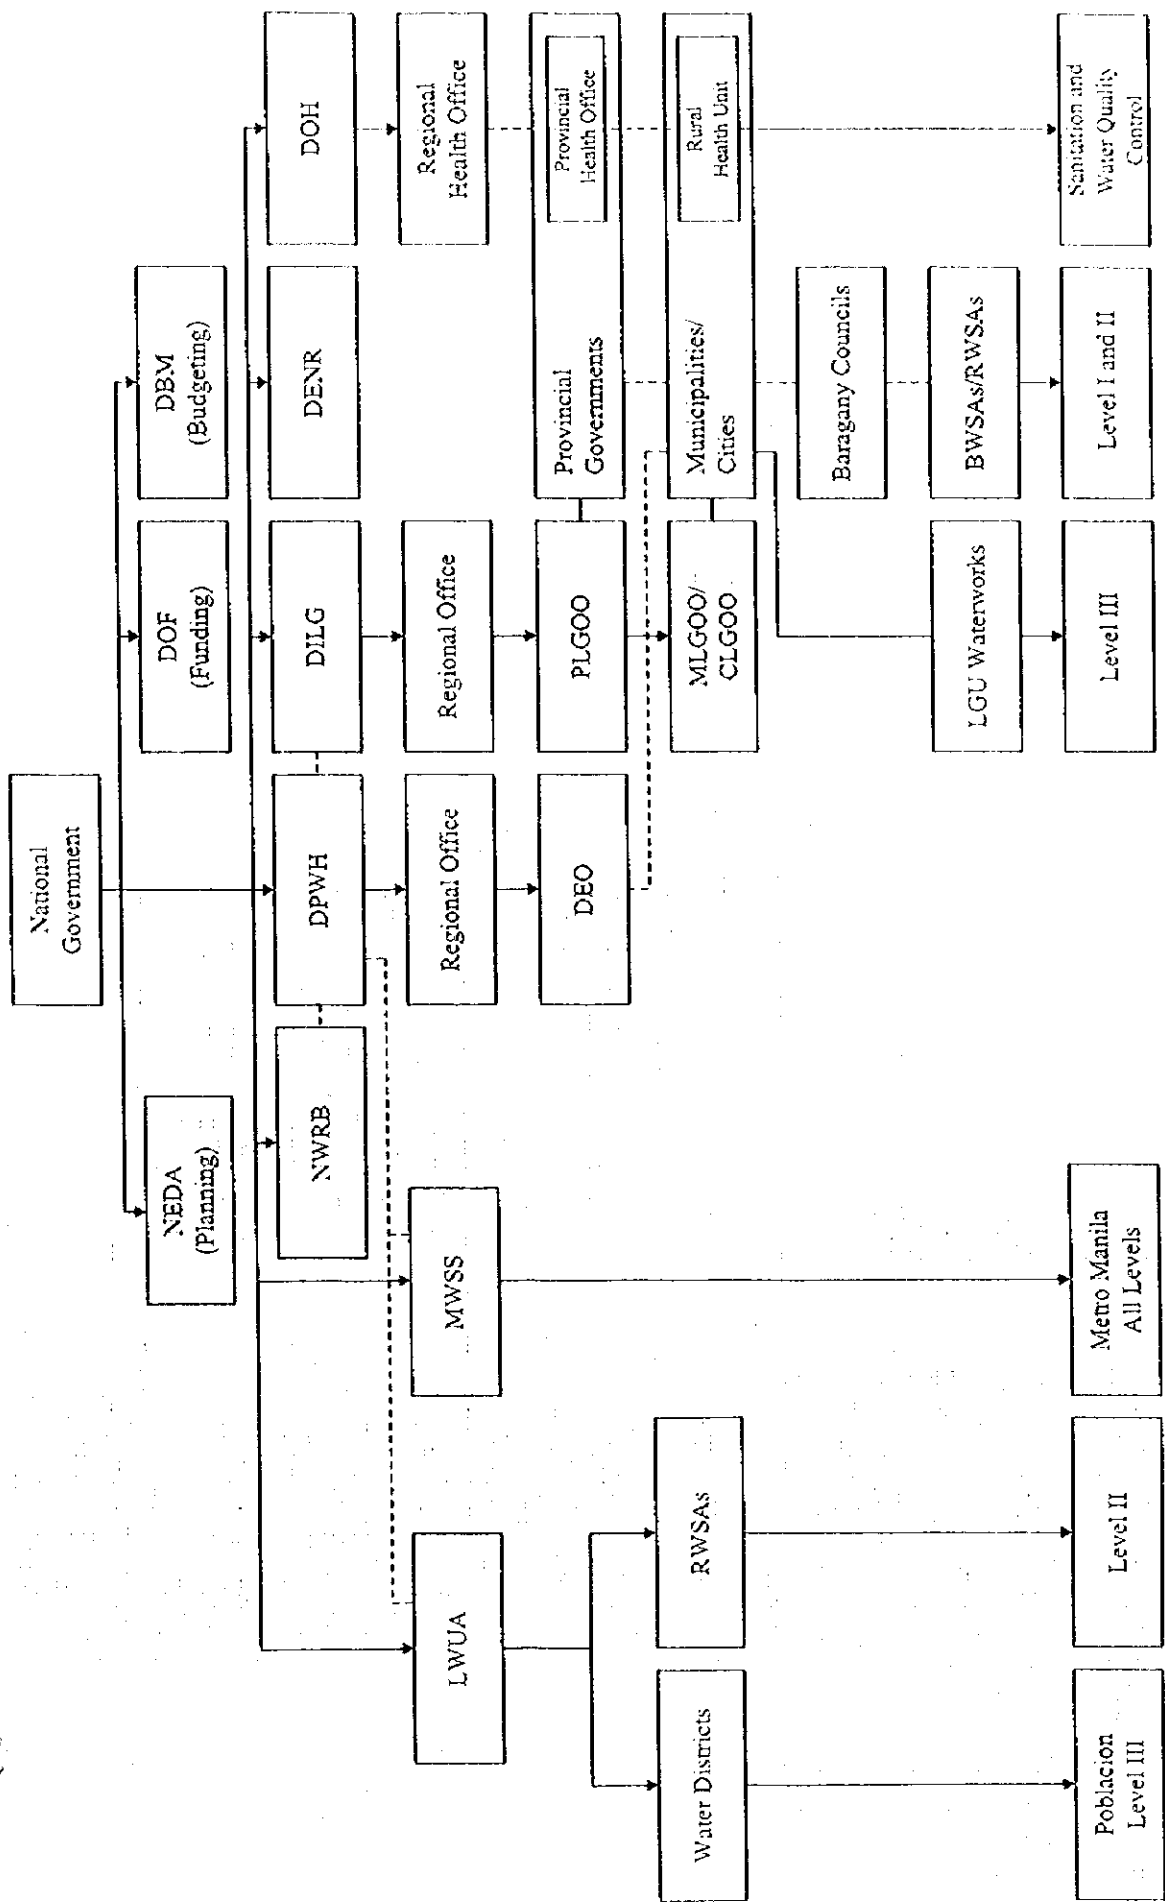 National
Government
NEDA
(Planning)
DOF
(Funding)
DBM
(Budgeting)
NWRB
DPWH
DILG
DENR
DOH
LWUA
MWSS
Regional Office
Regional Office
Regional
Health Office
DEO
PLGOO
Provincial
Governments
Provincial
Health Office
Water Districts
RWSAs
MLGOO/
CLGOO
Municipalities/
Cities
Rural
Health Unit
Baragany Councils
LGU Waterworks
BWSAs/RWSAs
Poblacion
Level III
Level II
Metro Manila
All Levels
Level III
Level I and II
Sanitation and
Water Quality
Control